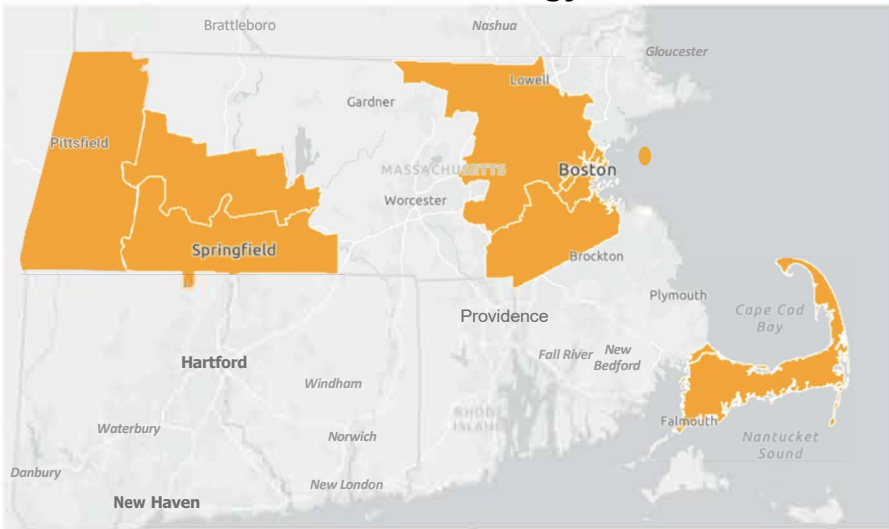 Brattleboro
Nashua
Gloucester
Lowell
Gardner
Pittsfield
MASSACHUSETTS
Boston
Worcester
Springfield
Brockton
Plymouth
Providence
Cape Cod
Bay
Hartford
Fall River
New
Bedford
Windham
RHODE
ISLAND
Falmouth
Waterbury
Norwich
Nantucket
Sound
Danbury
New London
New Haven